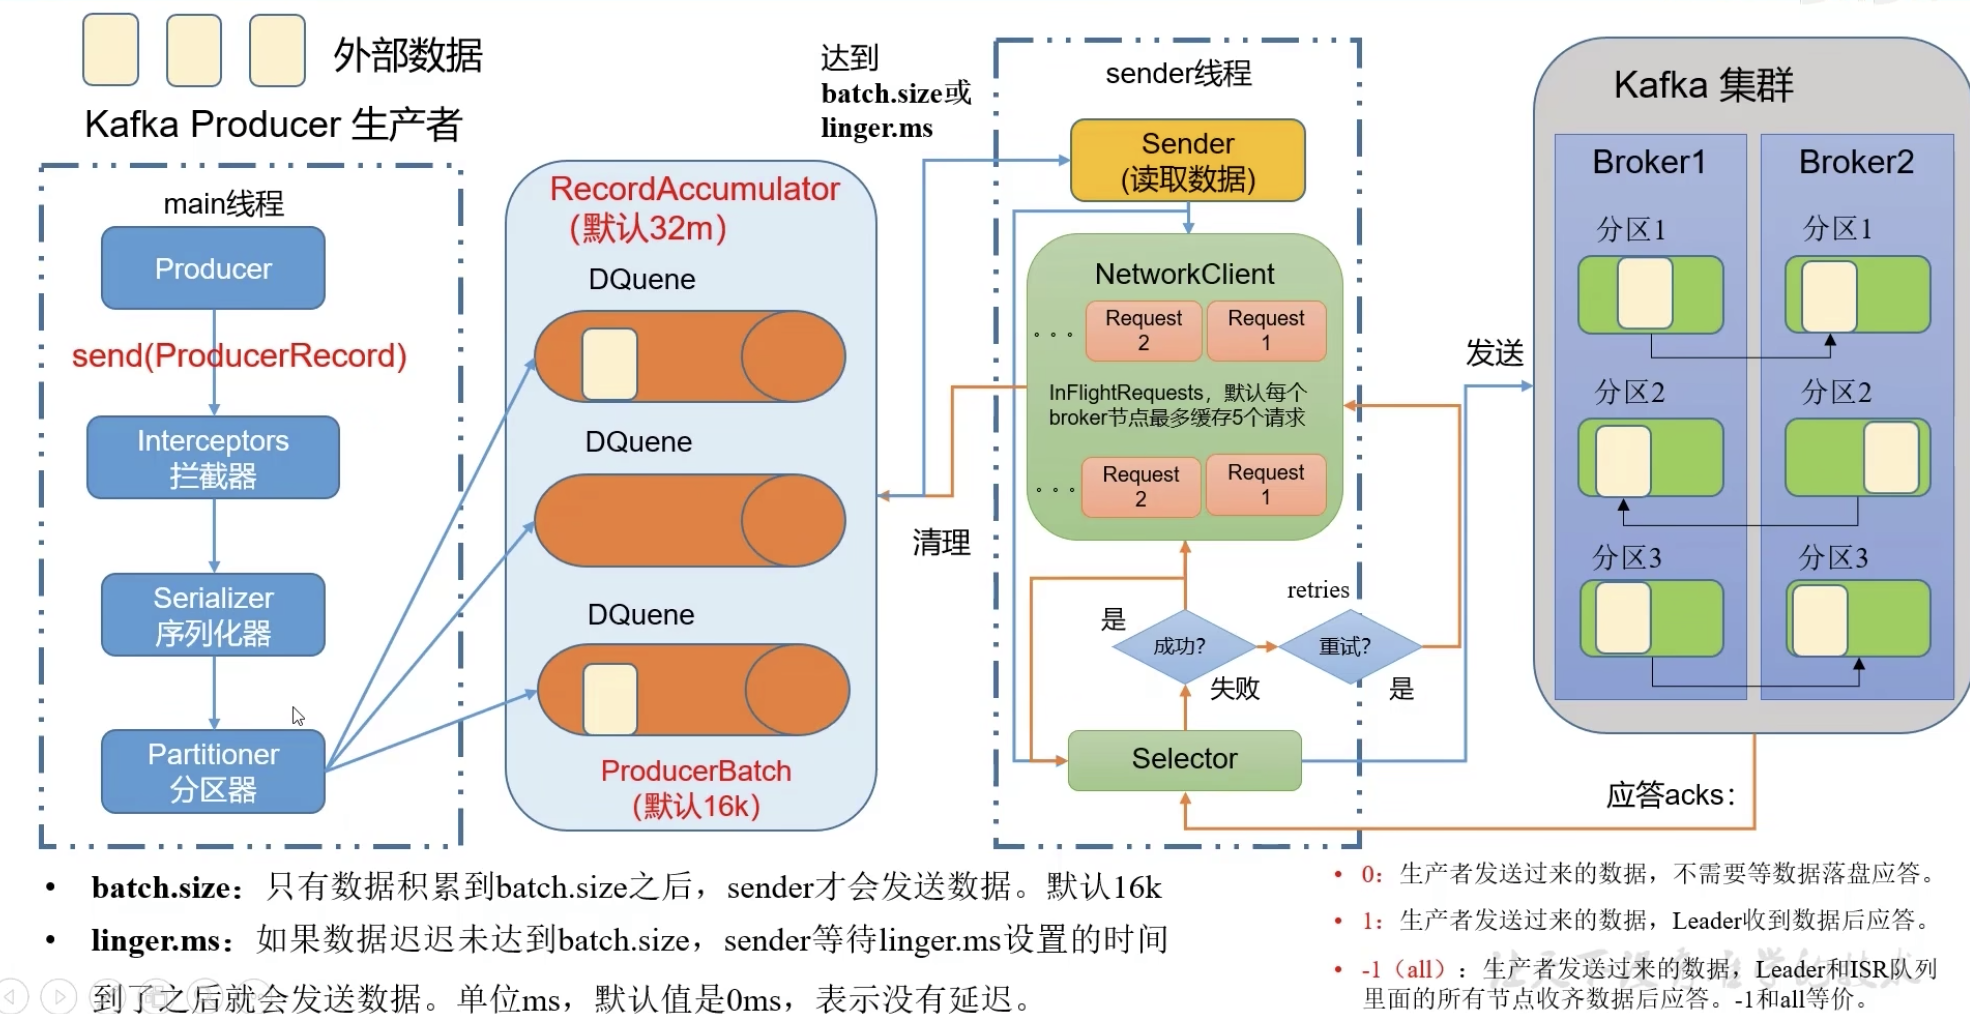 外部数据
Kafka Producer 生产者
main线程
Producer
send(ProducerRecord)
Interceptors
拦截器
Serializer
序列化器
Partitioner
分区器
RecordAccumulator
（默认32m）
DQuene
DQuene
DQuene
ProducerBatch
（默认16k）
达到
batch.size或
linger.ms
清理
sender线程
Sender
(读取数据)
NetworkClient
。。。
Request
2
Request
1
InFlightRequests，默认每个
broker节点最多缓存5个请求
。。。
Request
2
Request
1
retries
是
成功?
重试?
失败
是
Selector
发送
Kafka 集群
Broker1
Broker2
分区1
分区1
分区2
分区2
分区3
分区3
应答acks：
• batch.size：只有数据积累到batch.size之后，sender才会发送数据。默认16k
• linger.ms：如果数据迟迟未达到batch.size，sender等待linger.ms设置的时间
到了之后就会发送数据。单位ms，默认值是0ms，表示没有延迟。
• 0：生产者发送过来的数据，不需要等数据落盘应答。
• 1：生产者发送过来的数据，Leader收到数据后应答。
• -1（all）：生产者发送过来的数据，Leader和ISR队列
里面的所有节点收齐数据后应答。-1和all等价。